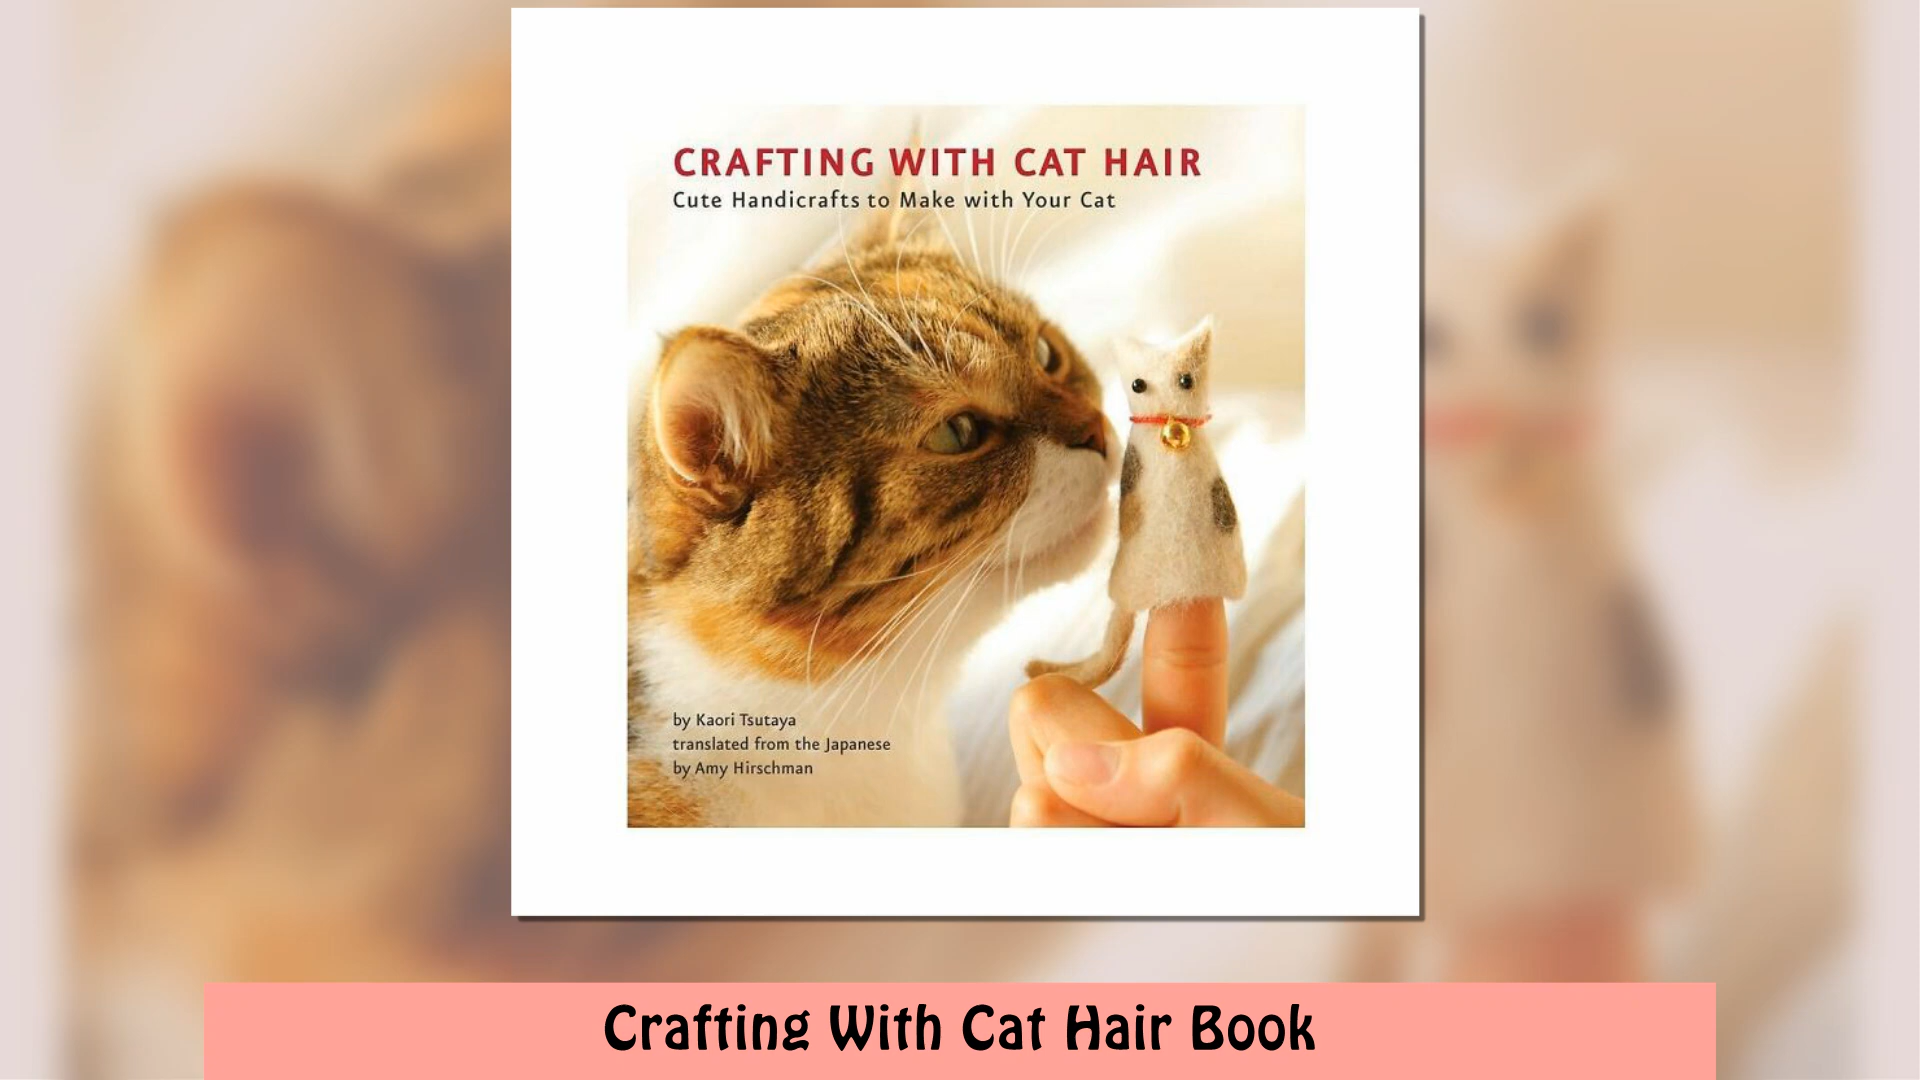 CRAFTING WITH CAT HAIR
Cute Handicrafts to Make with Your Cat
by Kaori Tsutaya
translated from the Japanese
by Amy Hirschman
Crafting With Cat Hair Book